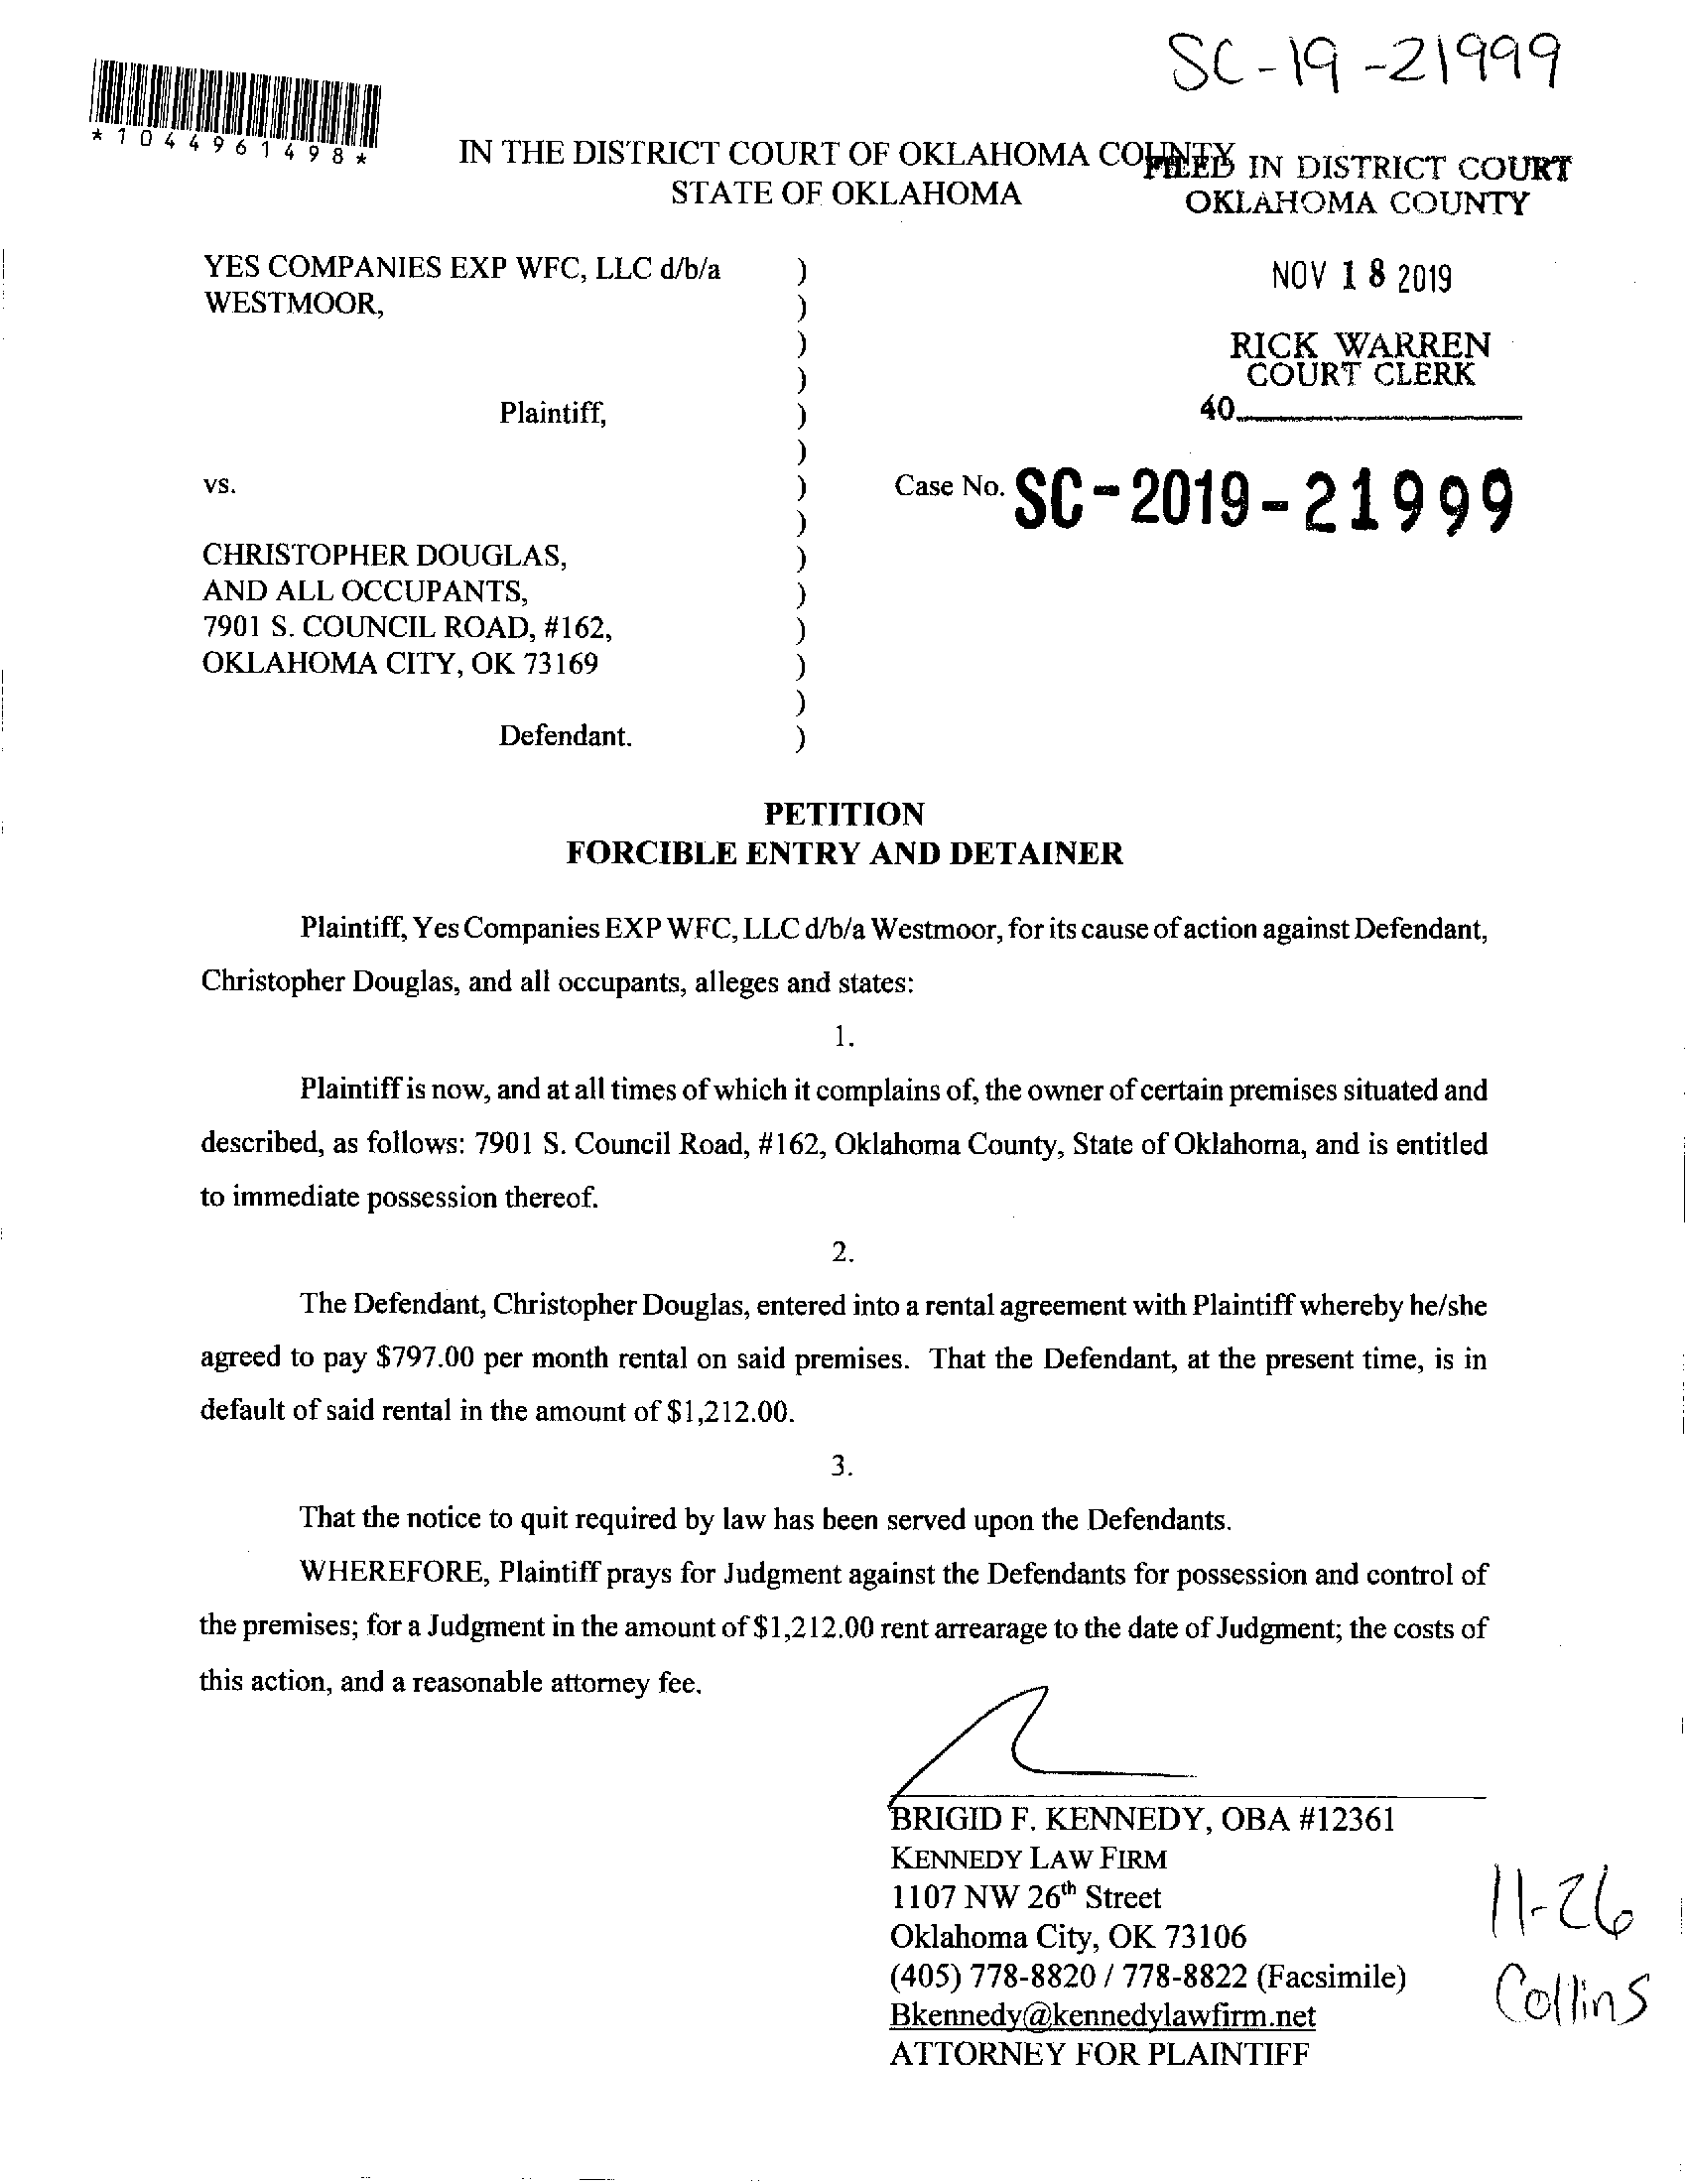 SC-19-21999
*1044961498*
IN THE DISTRICT COURT OF OKLAHOMA COUNTY
STATE OF OKLAHOMA
FILED IN DISTRICT COURT
OKLAHOMA COUNTY
NOV 18 2019
RICK WARREN
COURT CLERK
40
YES COMPANIES EXP WFC, LLC d/b/a )
WESTMOOR, )
)
)
Plaintiff, )
)
vs. ) Case No. SC-2019-21999
)
CHRISTOPHER DOUGLAS, )
AND ALL OCCUPANTS, )
7901 S. COUNCIL ROAD, #162, )
OKLAHOMA CITY, OK 73169 )
)
Defendant. )
PETITION
FORCIBLE ENTRY AND DETAINER
Plaintiff, Yes Companies EXP WFC, LLC d/b/a Westmoor, for its cause of action against Defendant,
Christopher Douglas, and all occupants, alleges and states:
1.
Plaintiff is now, and at all times of which it complains of, the owner of certain premises situated and
described, as follows: 7901 S. Council Road, #162, Oklahoma County, State of Oklahoma, and is entitled
to immediate possession thereof.
2.
The Defendant, Christopher Douglas, entered into a rental agreement with Plaintiff whereby he/she
agreed to pay $797.00 per month rental on said premises. That the Defendant, at the present time, is in
default of said rental in the amount of $1,212.00.
3.
That the notice to quit required by law has been served upon the Defendants.
WHEREFORE, Plaintiff prays for Judgment against the Defendants for possession and control of
the premises; for a Judgment in the amount of $1,212.00 rent arrearage to the date of Judgment; the costs of
this action, and a reasonable attorney fee.
BRIGID F. KENNEDY, OBA #12361
KENNEDY LAW FIRM
1107 NW 26th Street
Oklahoma City, OK 73106
(405) 778-8820 / 778-8822 (Facsimile)
Bkennedy@kennedylawfirm.net
ATTORNEY FOR PLAINTIFF
11-26
Collins